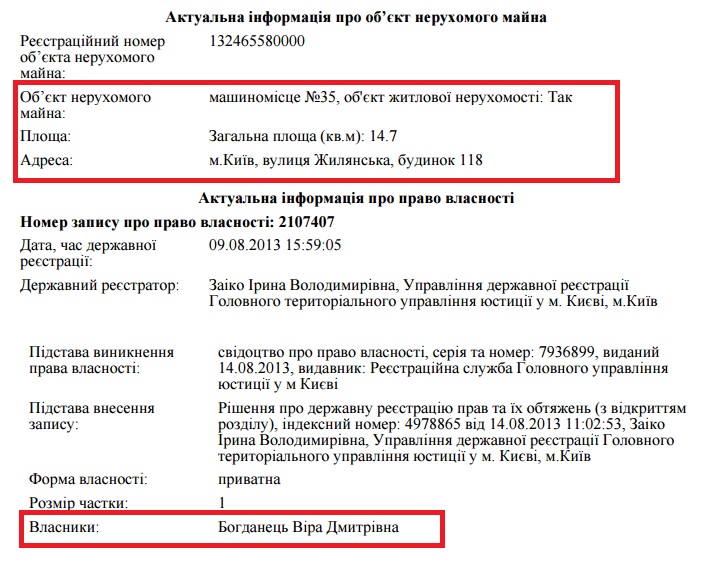 Актуальна інформація про об’єкт нерухомого майна
Реєстраційний номер 132465580000
об’єкта нерухомого
майна:
Об’єкт нерухомого машиномісце №35, об'єкт житлової нерухомості: Так
майна:
Площа: Загальна площа (кв.м): 14.7
Адреса: м.Київ, вулиця Жилянська, будинок 118
Актуальна інформація про право власності
Номер запису про право власності: 2107407
Дата, час державної 09.08.2013 15:59:05
реєстрації:
Державний реєстратор: Заіко Ірина Володимирівна, Управління державної реєстрації
Головного територіального управління юстиції у м. Києві, м.Київ
Підстава виникнення свідоцтво про право власності, серія та номер: 7936899, виданий
права власності: 14.08.2013, видавник: Реєстраційна служба Головного управління
юстиції у м Києві
Підстава внесення Рішення про державну реєстрацію прав та їх обтяжень (з відкриттям
запису: розділу), індексний номер: 4978865 від 14.08.2013 11:02:53, Заіко
Ірина Володимирівна, Управління державної реєстрації Головного
територіального управління юстиції у м. Києві, м.Київ
Форма власності: приватна
Розмір частки: 1
Власники: Богданець Віра Дмитрівна